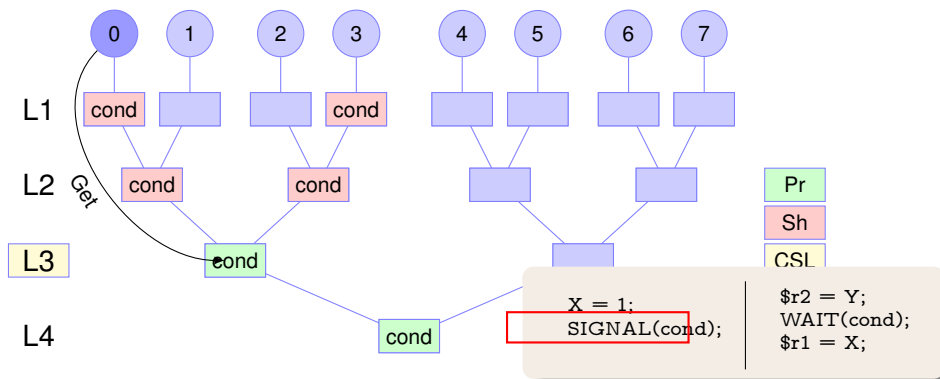 0 1 2 3 4 5 6 7
L1 cond cond
L2 cond cond Pr
Get
Sh
L3 cond CSL
X = 1; $r2 = Y;
SIGNAL(cond); WAIT(cond);
L4 cond $r1 = X;